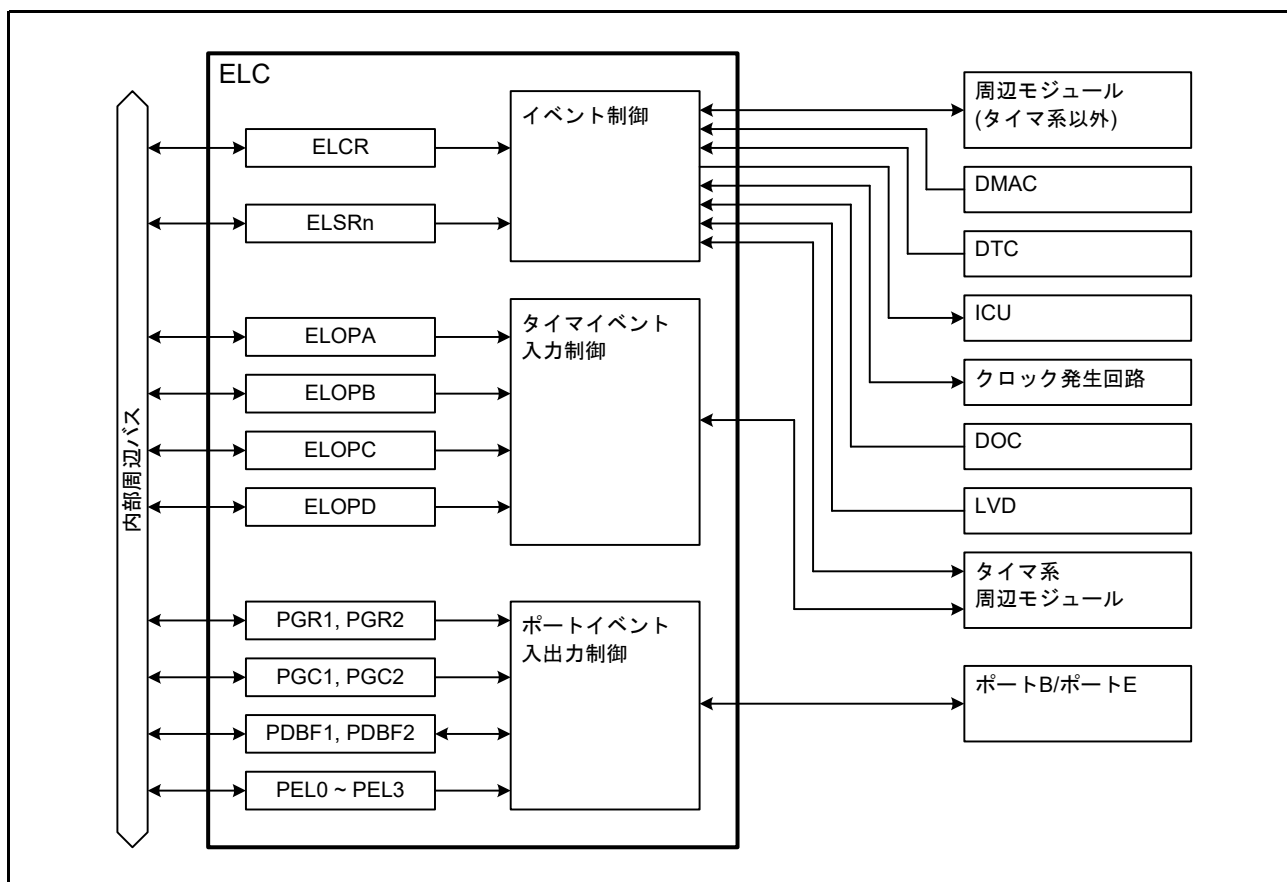 ELC
内部周辺バス
ELCR
ELSRn
イベント制御
ELOPA
ELOPB
ELOPC
ELOPD
タイマイベント
入力制御
PGR1, PGR2
PGC1, PGC2
PDBF1, PDBF2
PEL0 ~ PEL3
ポートイベント
入出力制御
周辺モジュール
(タイマ系以外)
DMAC
DTC
ICU
クロック発生回路
DOC
LVD
タイマ系
周辺モジュール
ポートB/ポートE